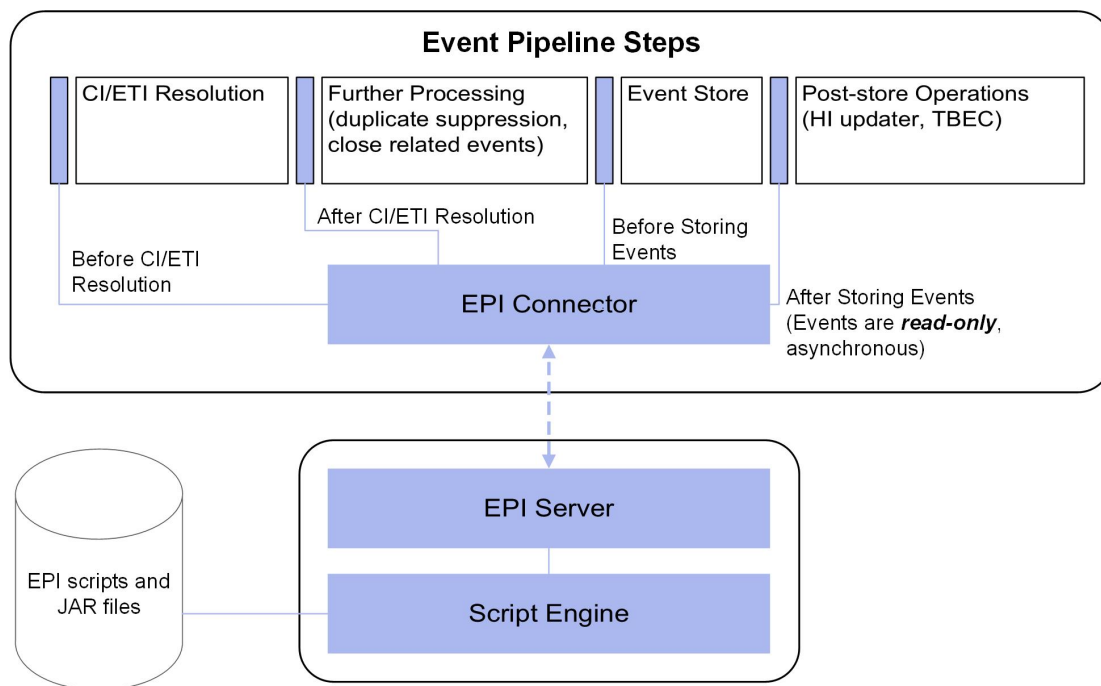 Event Pipeline Steps
CI/ETI Resolution
Further Processing
(duplicate suppression,
close related events)
Event Store
Post-store Operations
(HI updater, TBEC)
Before CI/ETI
Resolution
After CI/ETI Resolution
Before Storing
Events
After Storing Events
(Events are read-only,
asynchronous)
EPI Connector
EPI Server
Script Engine
EPI scripts and
JAR files